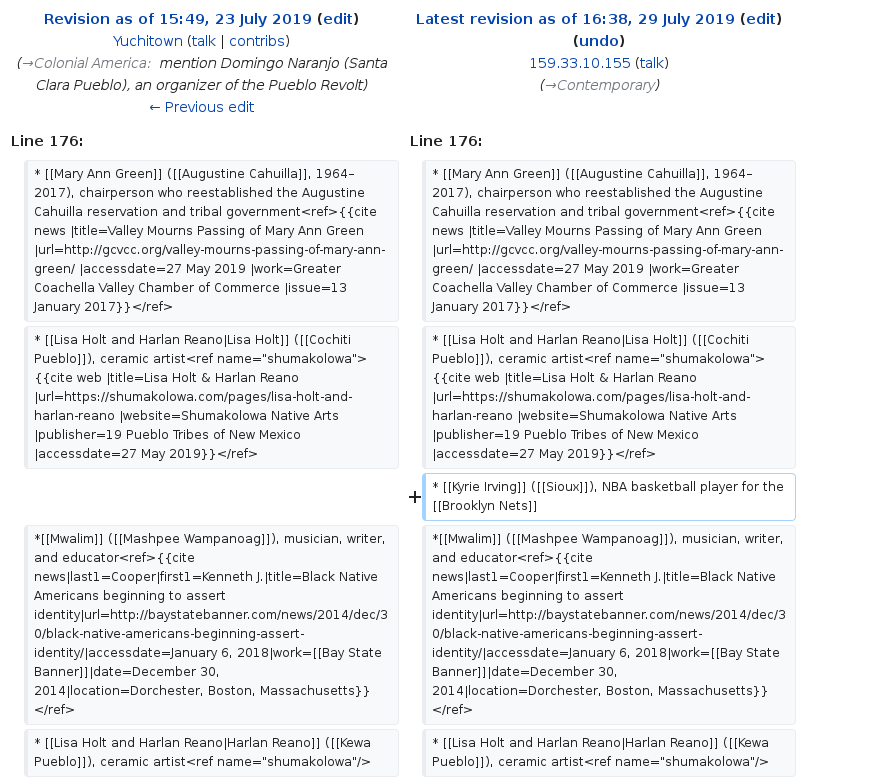 Revision as of 15:49, 23 July 2019 (edit)
Yuchitown (talk | contribs)
(→Colonial America: mention Domingo Naranjo (Santa
Clara Pueblo), an organizer of the Pueblo Revolt)
← Previous edit
Latest revision as of 16:38, 29 July 2019 (edit)
(undo)
159.33.10.155 (talk)
(→Contemporary)
Line 176:
Line 176:
* [[Mary Ann Green]] ([[Augustine Cahuilla]], 1964–
2017), chairperson who reestablished the Augustine
Cahuilla reservation and tribal government<ref>{{cite
news |title=Valley Mourns Passing of Mary Ann Green
|url=http://gcvcc.org/valley-mourns-passing-of-mary-ann-
green/ |accessdate=27 May 2019 |work=Greater
Coachella Valley Chamber of Commerce |issue=13
January 2017}}</ref>
* [[Mary Ann Green]] ([[Augustine Cahuilla]], 1964–
2017), chairperson who reestablished the Augustine
Cahuilla reservation and tribal government<ref>{{cite
news |title=Valley Mourns Passing of Mary Ann Green
|url=http://gcvcc.org/valley-mourns-passing-of-mary-ann-
green/ |accessdate=27 May 2019 |work=Greater
Coachella Valley Chamber of Commerce |issue=13
January 2017}}</ref>
* [[Lisa Holt and Harlan Reano|Lisa Holt]] ([[Cochiti
Pueblo]]), ceramic artist<ref name="shumakolowa">
{{cite web |title=Lisa Holt & Harlan Reano
|url=https://shumakolowa.com/pages/lisa-holt-and-
harlan-reano |website=Shumakolowa Native Arts
|publisher=19 Pueblo Tribes of New Mexico
|accessdate=27 May 2019}}</ref>
* [[Lisa Holt and Harlan Reano|Lisa Holt]] ([[Cochiti
Pueblo]]), ceramic artist<ref name="shumakolowa">
{{cite web |title=Lisa Holt & Harlan Reano
|url=https://shumakolowa.com/pages/lisa-holt-and-
harlan-reano |website=Shumakolowa Native Arts
|publisher=19 Pueblo Tribes of New Mexico
|accessdate=27 May 2019}}</ref>
+ * [[Kyrie Irving]] ([[Sioux]]), NBA basketball player for the
[[Brooklyn Nets]]
*[[Mwalim]] ([[Mashpee Wampanoag]]), musician, writer,
and educator<ref>{{cite
news|last1=Cooper|first1=Kenneth J.|title=Black Native
Americans beginning to assert
identity|url=http://baystatebanner.com/news/2014/dec/3
0/black-native-americans-beginning-assert-
identity/|accessdate=January 6, 2018|work=[[Bay State
Banner]]|date=December 30,
2014|location=Dorchester, Boston, Massachusetts}}
</ref>
*[[Mwalim]] ([[Mashpee Wampanoag]]), musician, writer,
and educator<ref>{{cite
news|last1=Cooper|first1=Kenneth J.|title=Black Native
Americans beginning to assert
identity|url=http://baystatebanner.com/news/2014/dec/3
0/black-native-americans-beginning-assert-
identity/|accessdate=January 6, 2018|work=[[Bay State
Banner]]|date=December 30,
2014|location=Dorchester, Boston, Massachusetts}}
</ref>
* [[Lisa Holt and Harlan Reano|Harlan Reano]] ([[Kewa
Pueblo]]), ceramic artist<ref name="shumakolowa"/>
* [[Lisa Holt and Harlan Reano|Harlan Reano]] ([[Kewa
Pueblo]]), ceramic artist<ref name="shumakolowa"/>